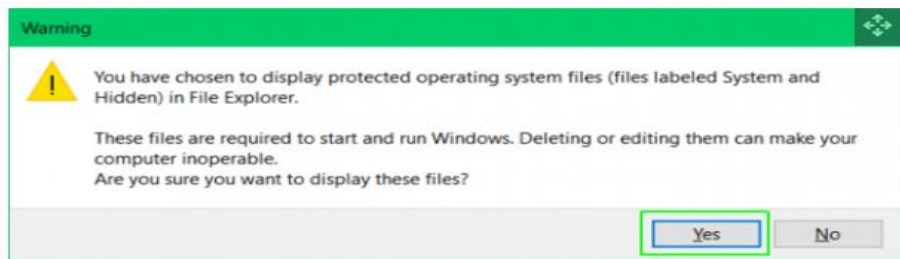 Warning
You have chosen to display protected operating system files (files labeled System and
Hidden) in File Explorer.
These files are required to start and run Windows. Deleting or editing them can make your
computer inoperable.
Are you sure you want to display these files?
Yes No